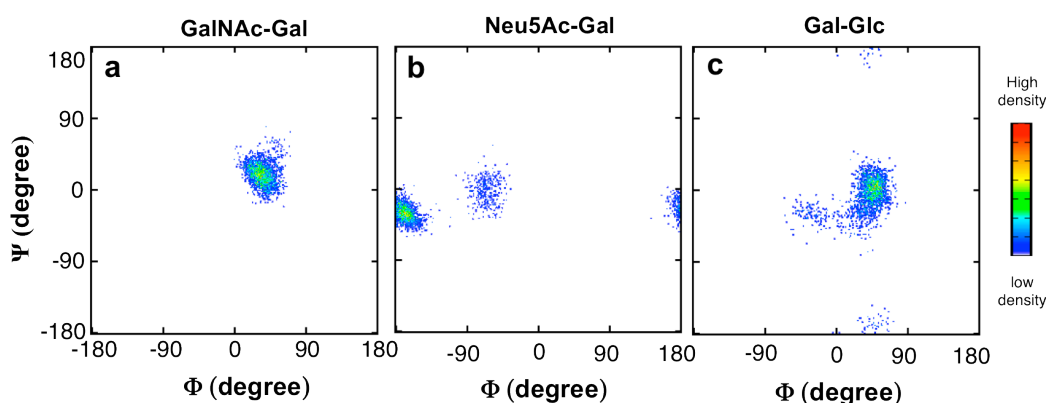 GalNAc-Gal Neu5Ac-Gal Gal-Glc
a b c
180
90
0
-90
-180
Ψ (degree)
-180 -90 0 90 180 -90 0 90 180 -90 0 90 180
Φ (degree) Φ (degree) Φ (degree)
High
density
low
density